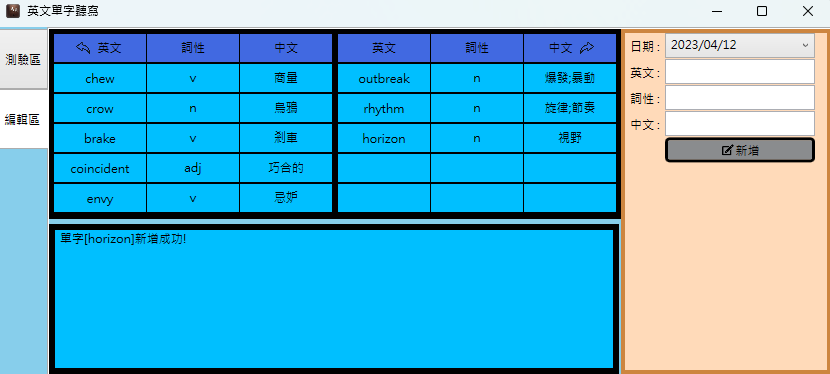 英文單字聽寫
測驗區
編輯區
英文 詞性 中文 英文 詞性 中文
chew v 商量 outbreak n 爆發;暴動
crow n 烏鴉 rhythm n 旋律;節奏
brake v 剎車 horizon n 視野
coincident adj 巧合的
envy v 忌妒
單字[horizon]新增成功!
日期 : 2023/04/12
英文 :
詞性 :
中文 :
新增